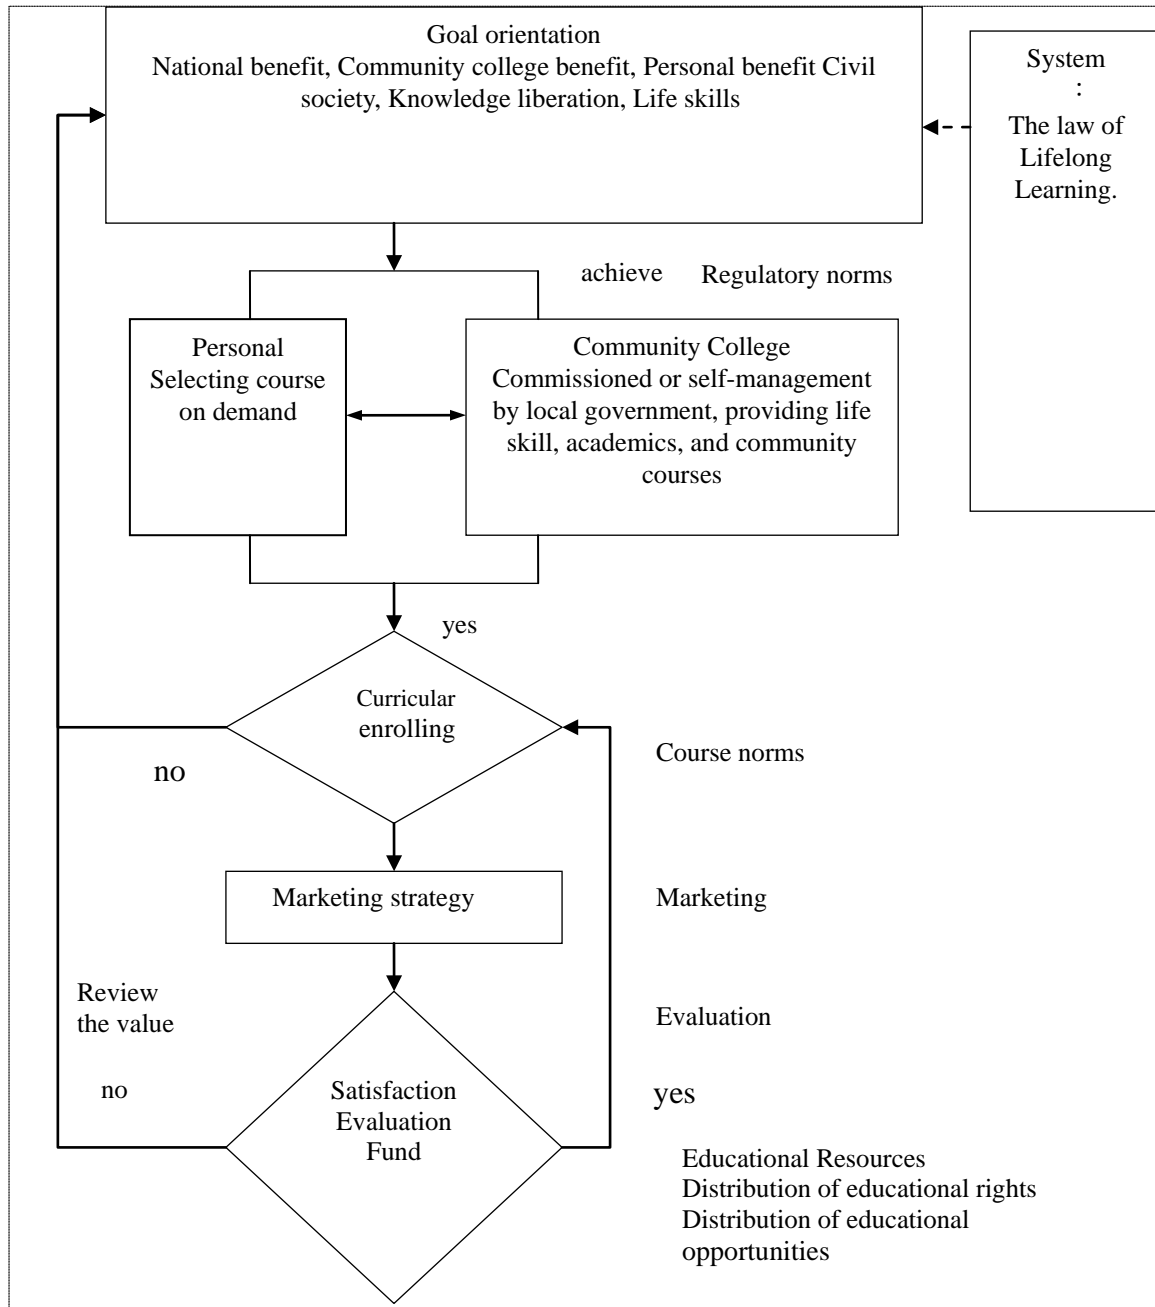 Goal orientation
National benefit, Community college benefit, Personal benefit Civil
society, Knowledge liberation, Life skills
System
:
The law of
Lifelong
Learning.
achieve
Regulatory norms
Personal
Selecting course
on demand
Community College
Commissioned or self-management
by local government, providing life
skill, academics, and community
courses
yes
Curricular
enrolling
no
Course norms
Marketing strategy
Marketing
Review
the value
no
Evaluation
Satisfaction
Evaluation
Fund
yes
Educational Resources
Distribution of educational rights
Distribution of educational
opportunities